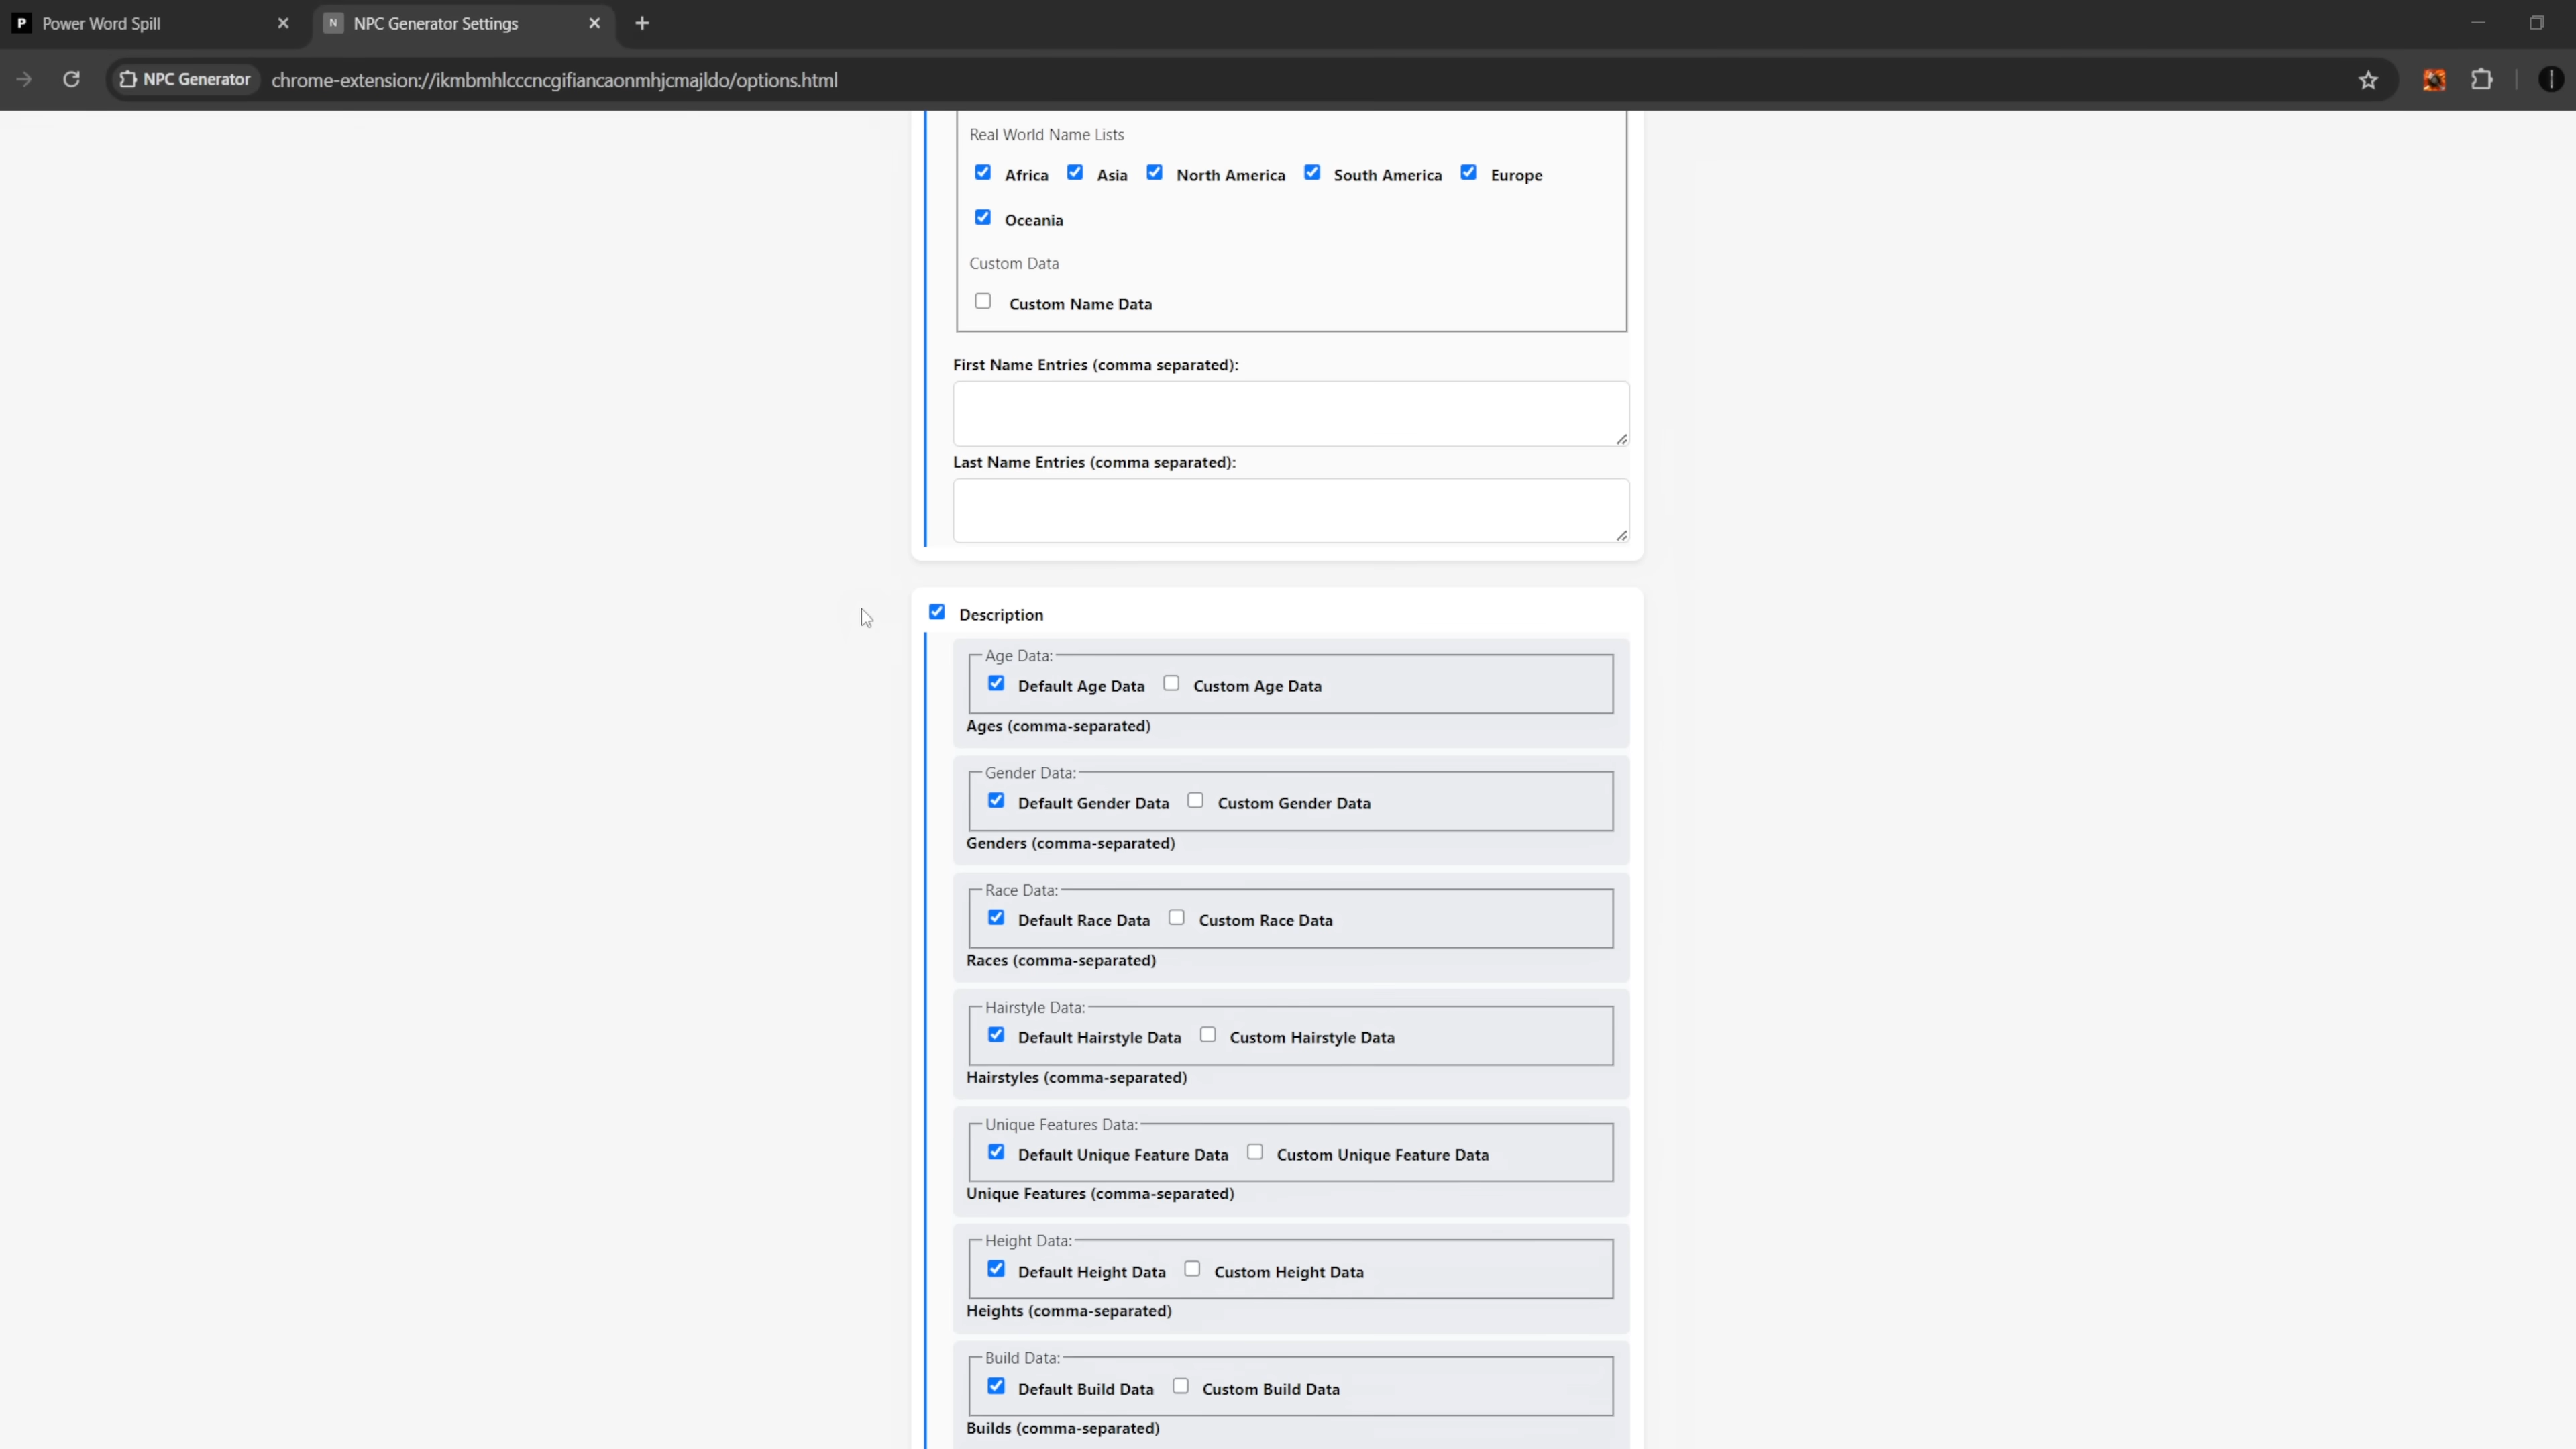 P Power Word Spill
N NPC Generator Settings
NPC Generator chrome-extension://ikmbmhlcccncgifiancaonmhjcmajldo/options.html
Real World Name Lists
Africa Asia North America South America Europe
Oceania
Custom Data
Custom Name Data
First Name Entries (comma separated):
Last Name Entries (comma separated):
Description
Age Data:
Default Age Data Custom Age Data
Ages (comma-separated)
Gender Data:
Default Gender Data Custom Gender Data
Genders (comma-separated)
Race Data:
Default Race Data Custom Race Data
Races (comma-separated)
Hairstyle Data:
Default Hairstyle Data Custom Hairstyle Data
Hairstyles (comma-separated)
Unique Features Data:
Default Unique Feature Data Custom Unique Feature Data
Unique Features (comma-separated)
Height Data:
Default Height Data Custom Height Data
Heights (comma-separated)
Build Data:
Default Build Data Custom Build Data
Builds (comma-separated)